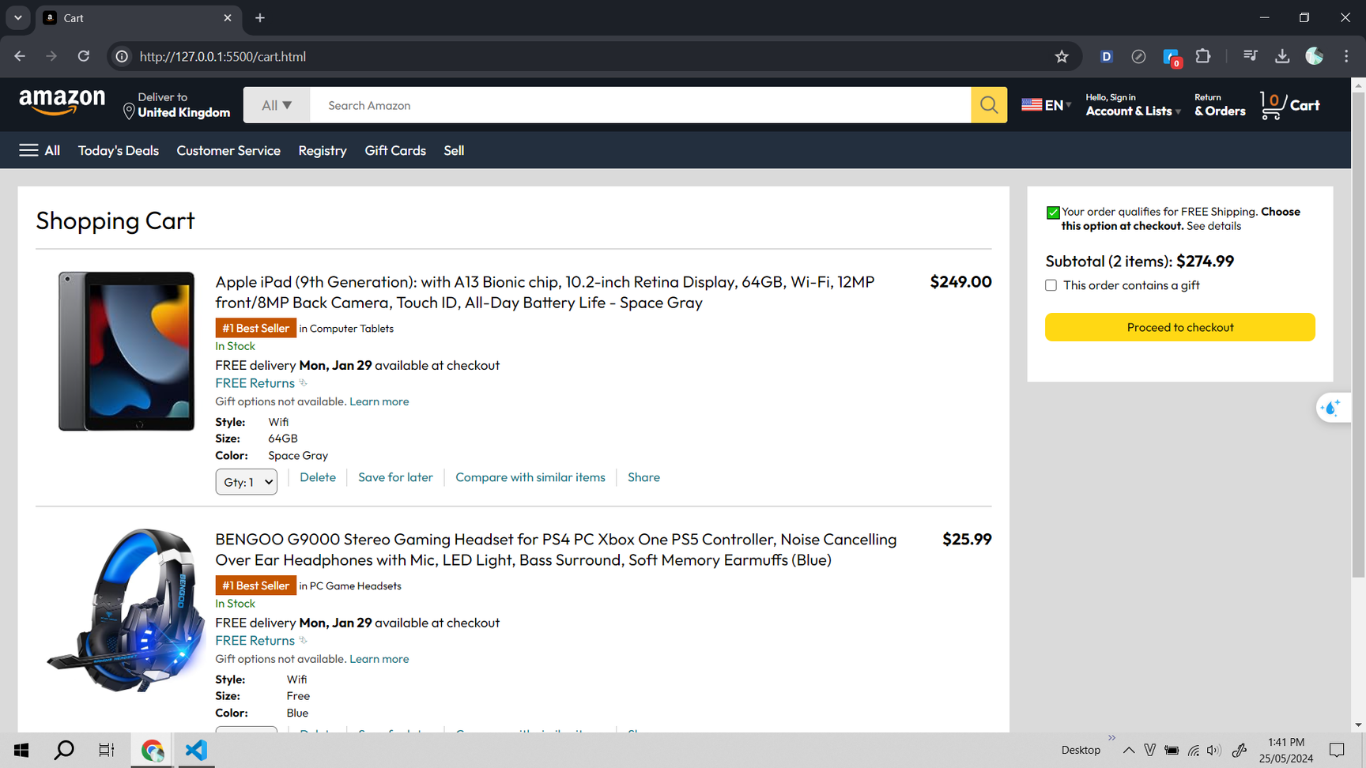 Cart
http://127.0.0.1:5500/cart.html
D
0
amazon
Deliver to
United Kingdom
All ▼
Search Amazon
EN
Hello, Sign in
Account & Lists
Return
& Orders
0
Cart
All
Today's Deals
Customer Service
Registry
Gift Cards
Sell
Shopping Cart
Apple iPad (9th Generation): with A13 Bionic chip, 10.2-inch Retina Display, 64GB, Wi-Fi, 12MP
front/8MP Back Camera, Touch ID, All-Day Battery Life - Space Gray
$249.00
#1 Best Seller in Computer Tablets
In Stock
FREE delivery Mon, Jan 29 available at checkout
FREE Returns
Gift options not available. Learn more
Style: Wifi
Size: 64GB
Color: Space Gray
Gty: 1
Delete
Save for later
Compare with similar items
Share
BENGOO G9000 Stereo Gaming Headset for PS4 PC Xbox One PS5 Controller, Noise Cancelling
Over Ear Headphones with Mic, LED Light, Bass Surround, Soft Memory Earmuffs (Blue)
$25.99
BENGOO
#1 Best Seller in PC Game Headsets
In Stock
FREE delivery Mon, Jan 29 available at checkout
FREE Returns
Gift options not available. Learn more
Style: Wifi
Size: Free
Color: Blue
Your order qualifies for FREE Shipping. Choose
this option at checkout. See details
Subtotal (2 items): $274.99
This order contains a gift
Proceed to checkout
Desktop
1:41 PM
25/05/2024